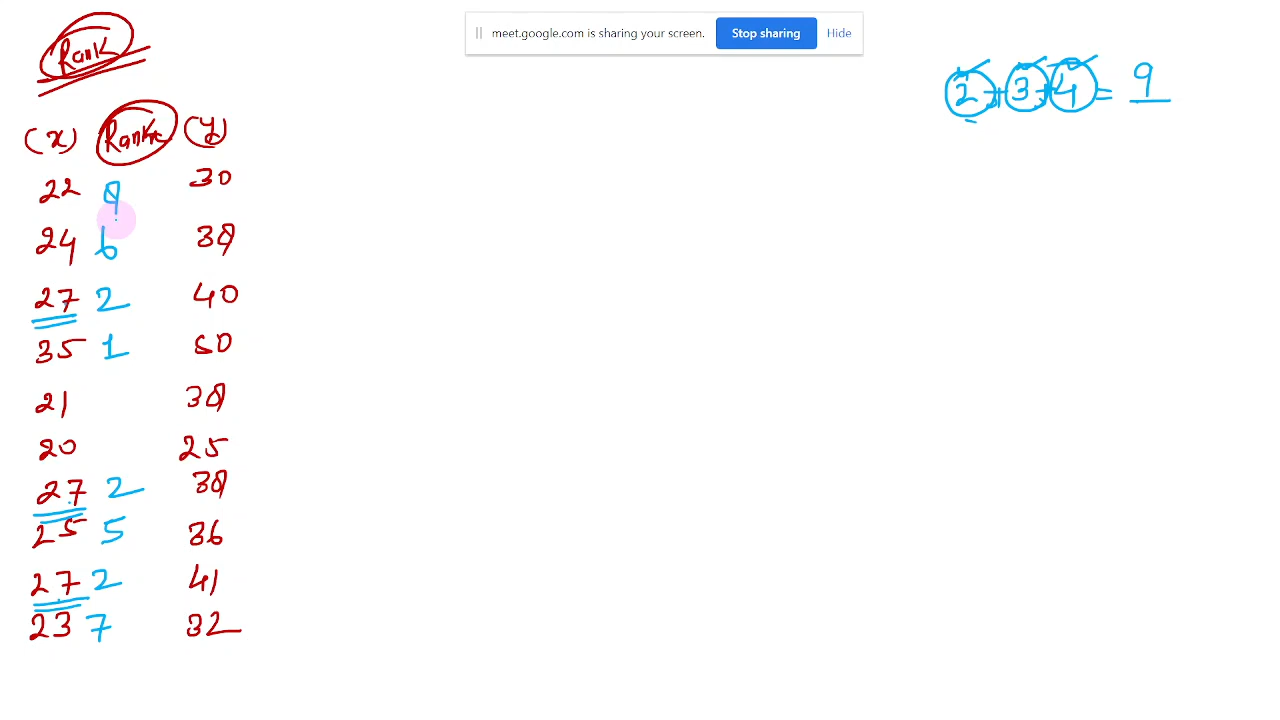 Rank
meet.google.com is sharing your screen. Stop sharing Hide
2+3+4 = 9
(x) Rank (y)
22 30
24 6 38
27 2 40
35 1 50
21 38
20 25
27 2 38
25 5 36
27 2 41
23 7 32